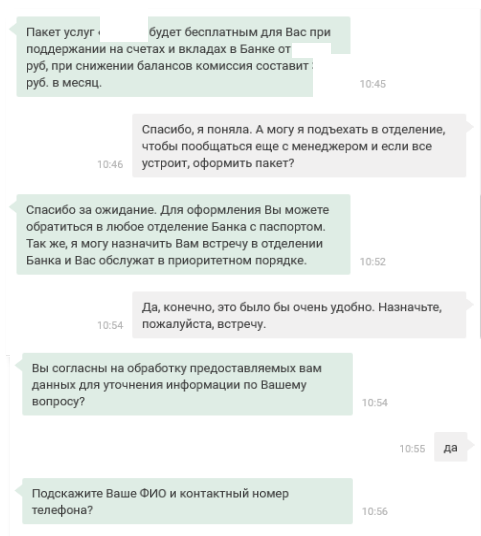 Пакет услуг будет бесплатным для Вас при
поддержании на счетах и вкладах в Банке от
руб, при снижении балансов комиссия составит
руб. в месяц.
10:45
Спасибо, я поняла. А могу я подъехать в отделение,
чтобы пообщаться еще с менеджером и если все
устроит, оформить пакет?
10:46
Спасибо за ожидание. Для оформления Вы можете
обратиться в любое отделение Банка с паспортом.
Так же, я могу назначить Вам встречу в отделении
Банка и Вас обслужат в приоритетном порядке.
10:52
Да, конечно, это было бы очень удобно. Назначьте,
пожалуйста, встречу.
10:54
Вы согласны на обработку предоставляемых вам
данных для уточнения информации по Вашему
вопросу?
10:54
10:55
да
Подскажите Ваше ФИО и контактный номер
телефона?
10:56